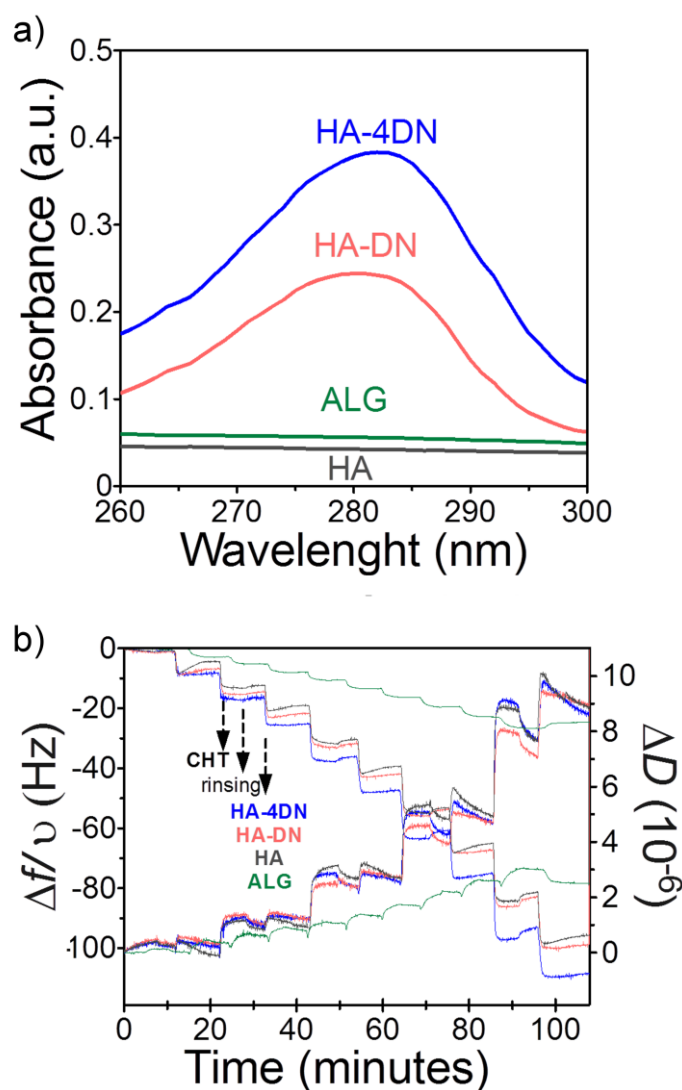 a)
0.5
0.4
0.3
0.2
0.1
0
Absorbance (a.u.)
HA-4DN
HA-DN
ALG
HA
260 270 280 290 300
Wavelenght (nm)
b)
0
-20
-40
-60
-80
-100
Δf/υ (Hz)
10
8
6
4
2
0
ΔD (10⁻⁶)
CHT
rinsing
HA-4DN
HA-DN
HA
ALG
0 20 40 60 80 100
Time (minutes)